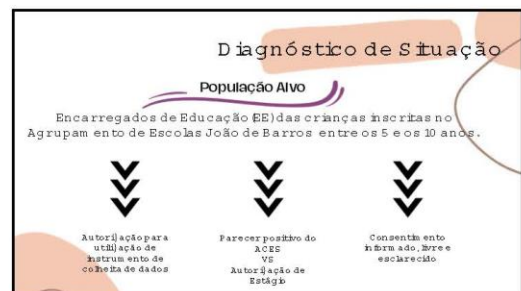 Diagnóstico de Situação
População Alvo
Encarregados de Educação (EE) das crianças inscritas no
Agrupamento de Escolas João de Barros entre os 5 e os 10 anos.
Autorização para
utilização de
instrumento de
colheita de dados
Parecer positivo do
ACES
VS
Autorização de
Estágio
Consentimento
informado, livre e
esclarecido